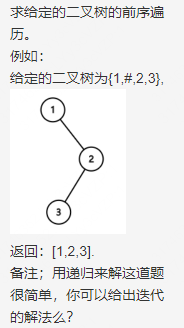 求给定的二叉树的前序遍
历。
例如：
给定的二叉树为{1,#,2,3},
1
2
3
返回：[1,2,3].
备注；用递归来解这道题
很简单，你可以给出迭代
的解法么？